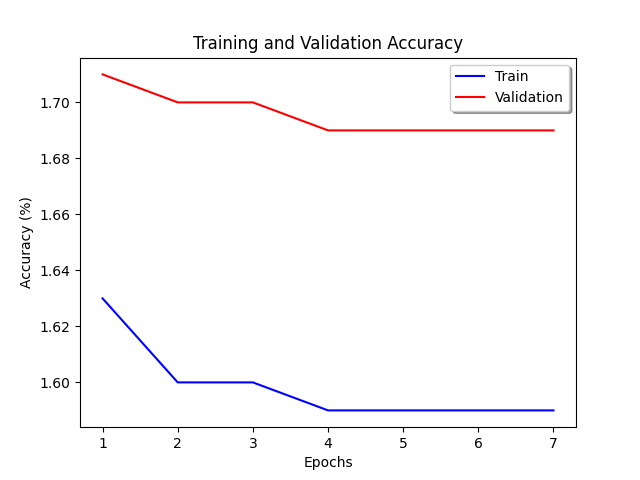 Training and Validation Accuracy
Train
Validation
Accuracy (%)
1.70
1.68
1.66
1.64
1.62
1.60
1 2 3 4 5 6 7
Epochs